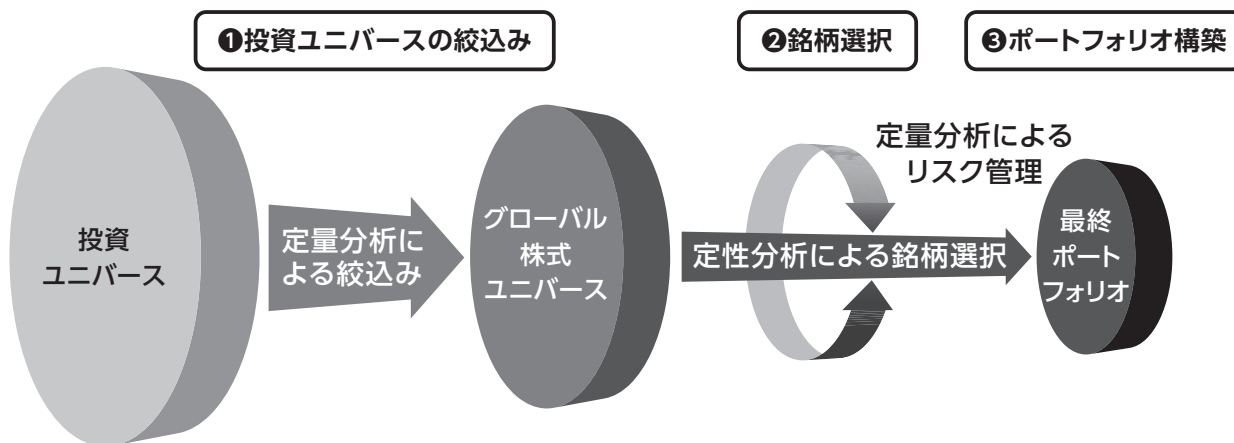 ❶投資ユニバースの絞込み
❷銘柄選択
❸ポートフォリオ構築
投資
ユニバース
定量分析に
よる絞込み
グローバル
株式
ユニバース
定量分析による
リスク管理
定性分析による銘柄選択
最終
ポート
フォリオ